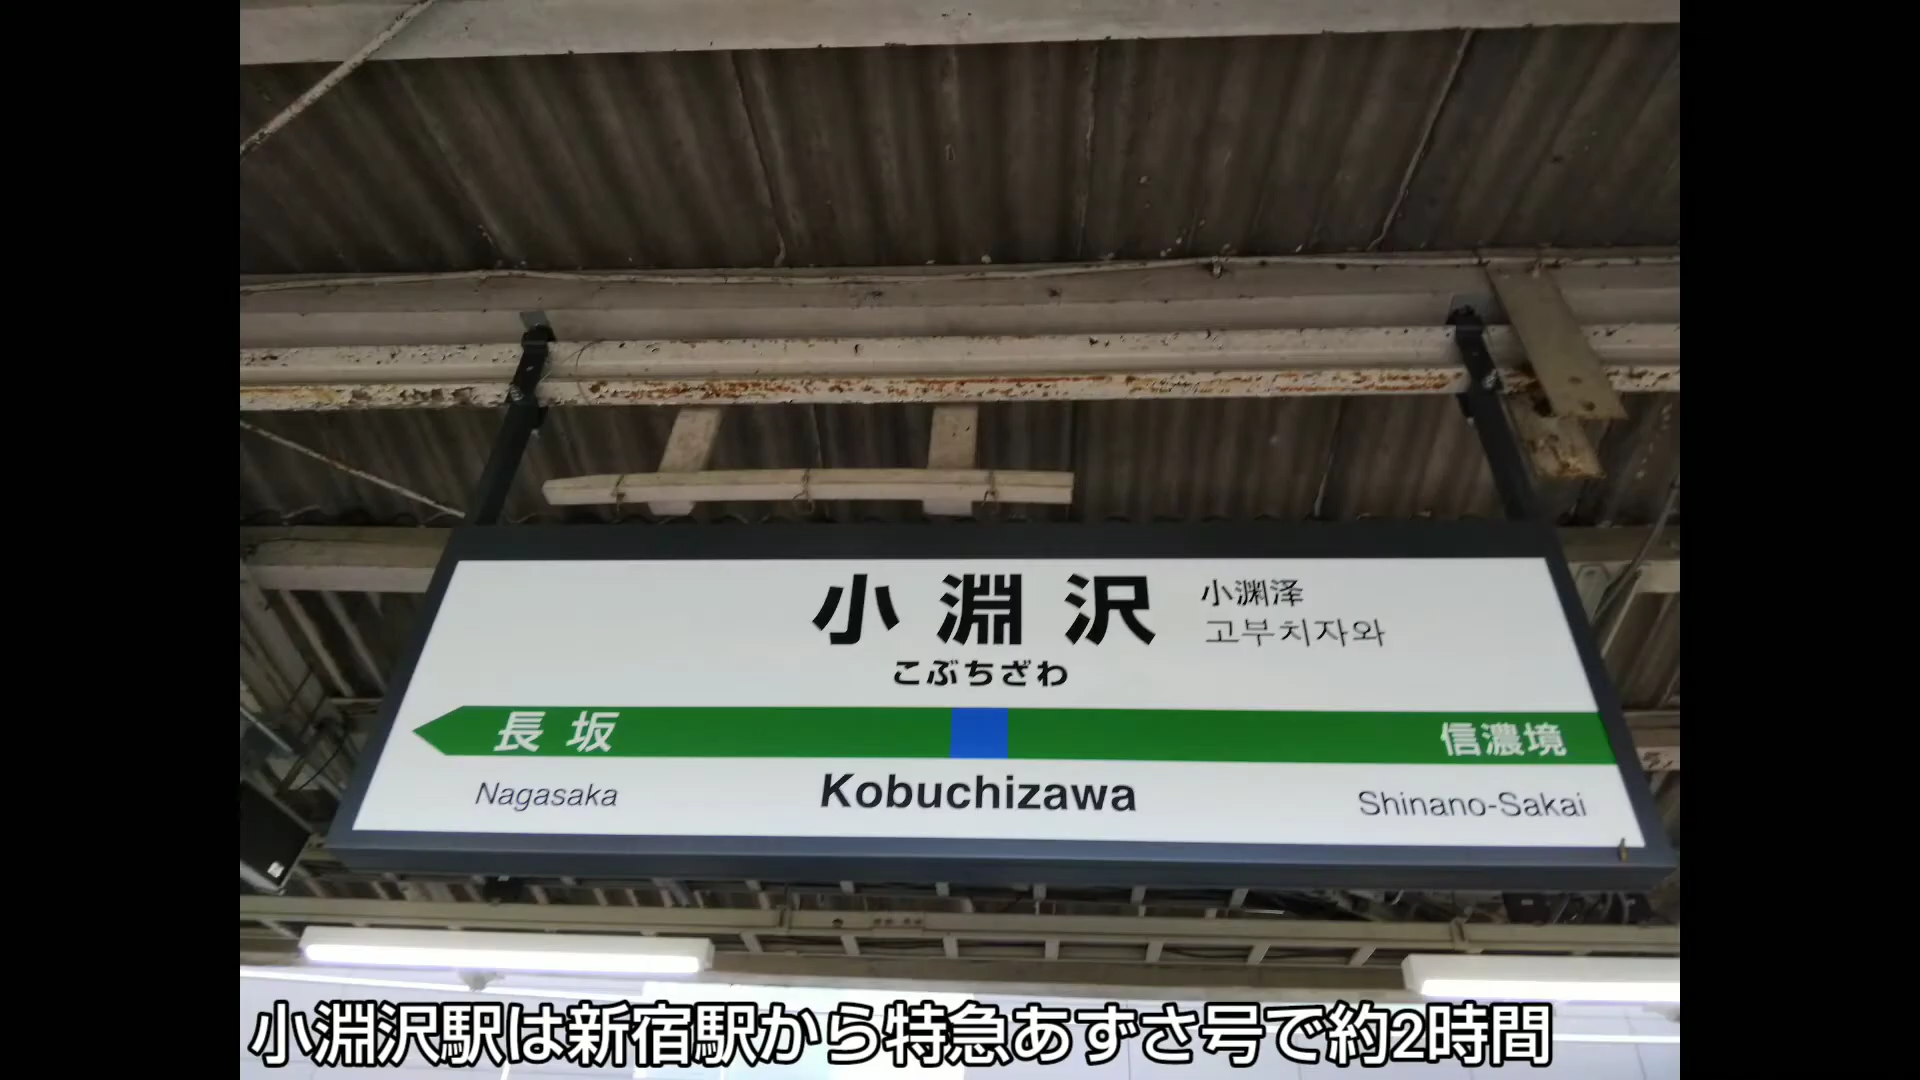 小淵沢
小渊泽
고부치자와
こぶちざわ
長坂
信濃境
Nagasaka
Kobuchizawa
Shinano-Sakai
小淵沢駅は新宿駅から特急あずさ号で約2時間